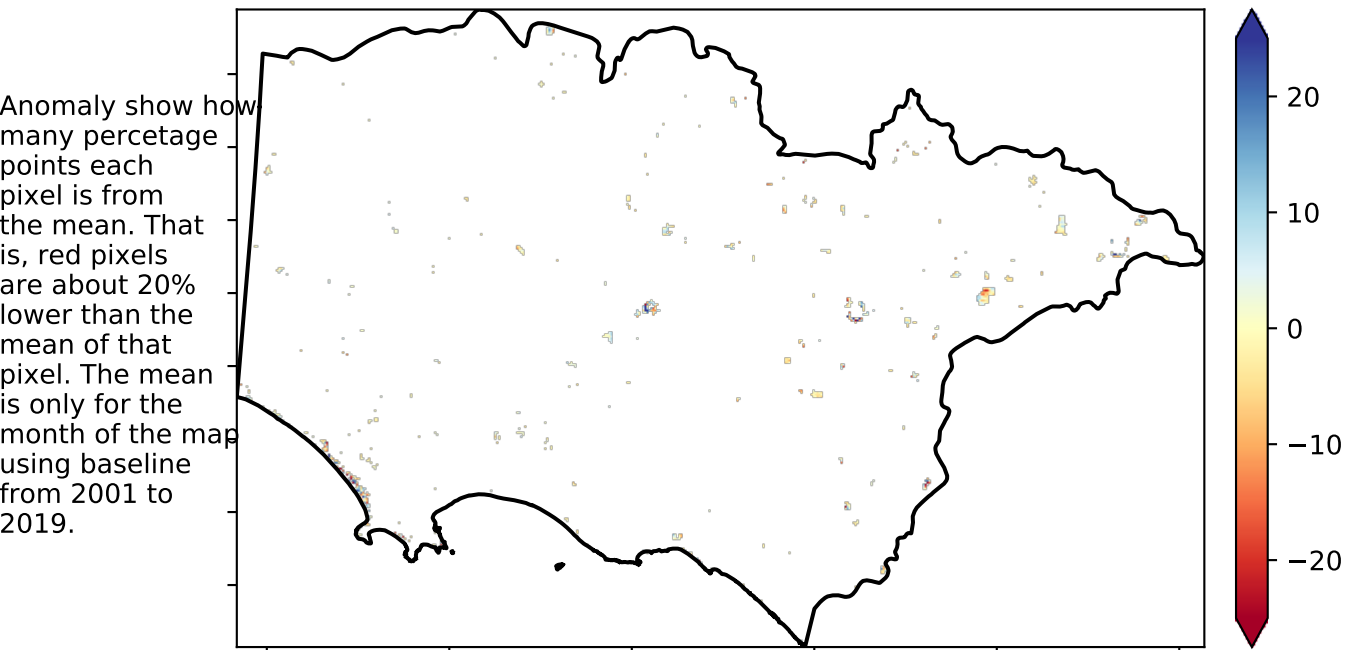 Anomaly show how
many percetage
points each
pixel is from
the mean. That
is, red pixels
are about 20%
lower than the
mean of that
pixel. The mean
is only for the
month of the map
using baseline
from 2001 to
2019.
20
10
0
−10
−20